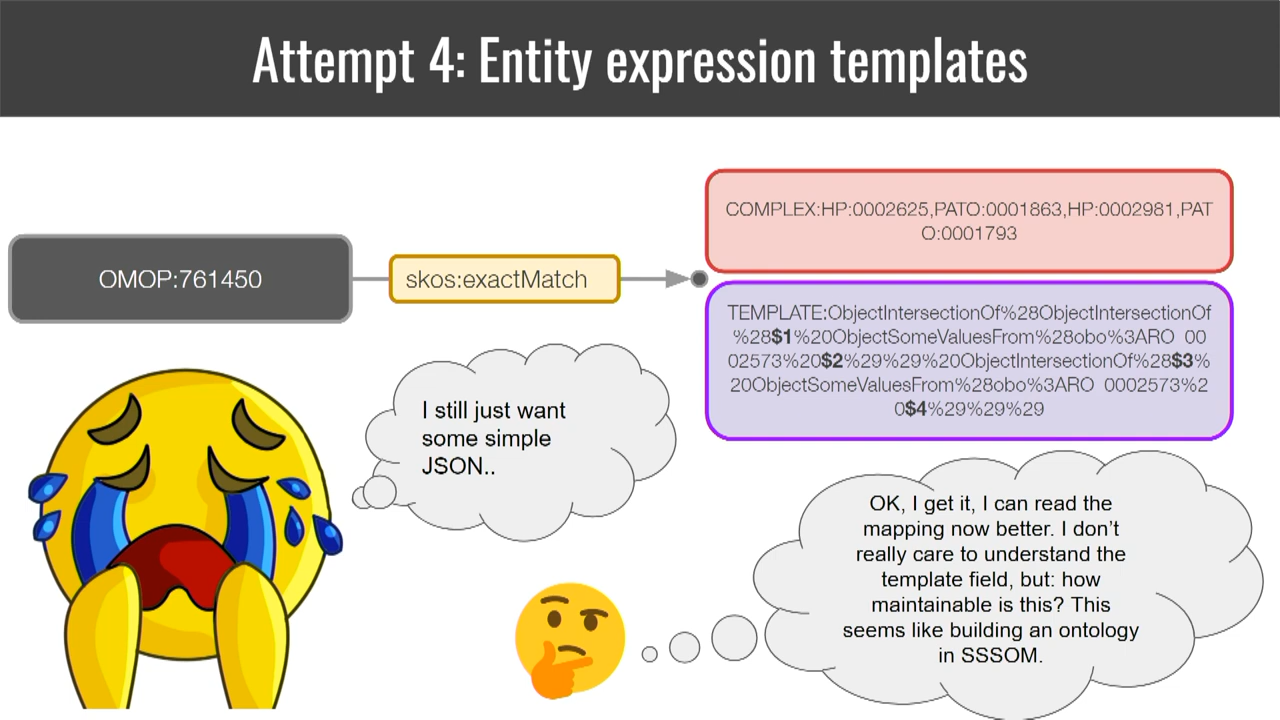 Attempt 4: Entity expression templates
OMOP:761450
skos:exactMatch
COMPLEX:HP:0002625,PATO:0001863,HP:0002981,PAT
O:0001793
TEMPLATE:ObjectIntersectionOf%28ObjectIntersectionOf
%28$1%20ObjectSomeValuesFrom%28obo%3ARO_00
02573%20$2%29%29%20ObjectIntersectionOf%28$3%
20ObjectSomeValuesFrom%28obo%3ARO_0002573%2
0$4%29%29%29
I still just want
some simple
JSON..
OK, I get it, I can read the
mapping now better. I don't
really care to understand the
template field, but: how
maintainable is this? This
seems like building an ontology
in SSSOM.